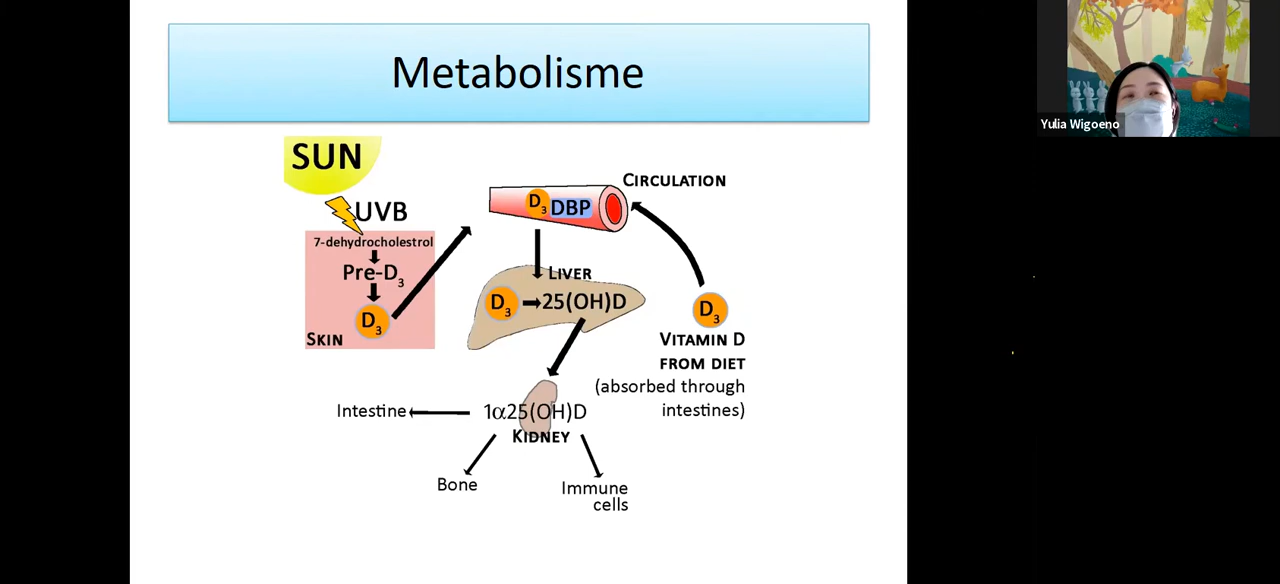 Metabolisme
Yulia Wigoeno
SUN
UVB
7-dehydrocholestrol
Pre-D3
D3
SKIN
CIRCULATION
D3 DBP
LIVER
D3 25(OH)D
D3
VITAMIN D
FROM DIET
(absorbed through
intestines)
Intestine
1α25(OH)D
KIDNEY
Bone
Immune
cells